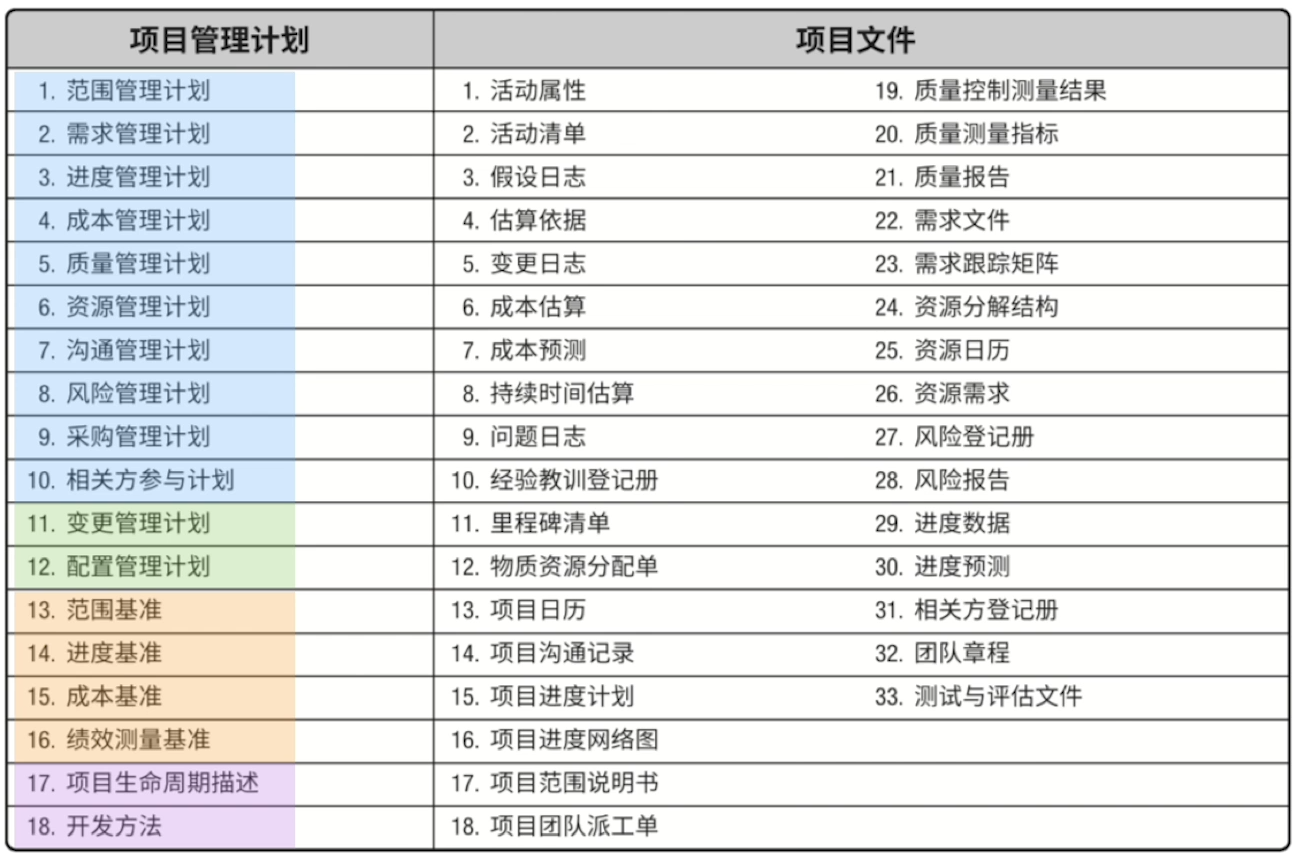 项目管理计划 项目文件
1. 范围管理计划 1. 活动属性 19. 质量控制测量结果
2. 需求管理计划 2. 活动清单 20. 质量测量指标
3. 进度管理计划 3. 假设日志 21. 质量报告
4. 成本管理计划 4. 估算依据 22. 需求文件
5. 质量管理计划 5. 变更日志 23. 需求跟踪矩阵
6. 资源管理计划 6. 成本估算 24. 资源分解结构
7. 沟通管理计划 7. 成本预测 25. 资源日历
8. 风险管理计划 8. 持续时间估算 26. 资源需求
9. 采购管理计划 9. 问题日志 27. 风险登记册
10. 相关方参与计划 10. 经验教训登记册 28. 风险报告
11. 变更管理计划 11. 里程碑清单 29. 进度数据
12. 配置管理计划 12. 物质资源分配单 30. 进度预测
13. 范围基准 13. 项目日历 31. 相关方登记册
14. 进度基准 14. 项目沟通记录 32. 团队章程
15. 成本基准 15. 项目进度计划 33. 测试与评估文件
16. 绩效测量基准 16. 项目进度网络图
17. 项目生命周期描述 17. 项目范围说明书
18. 开发方法 18. 项目团队派工单